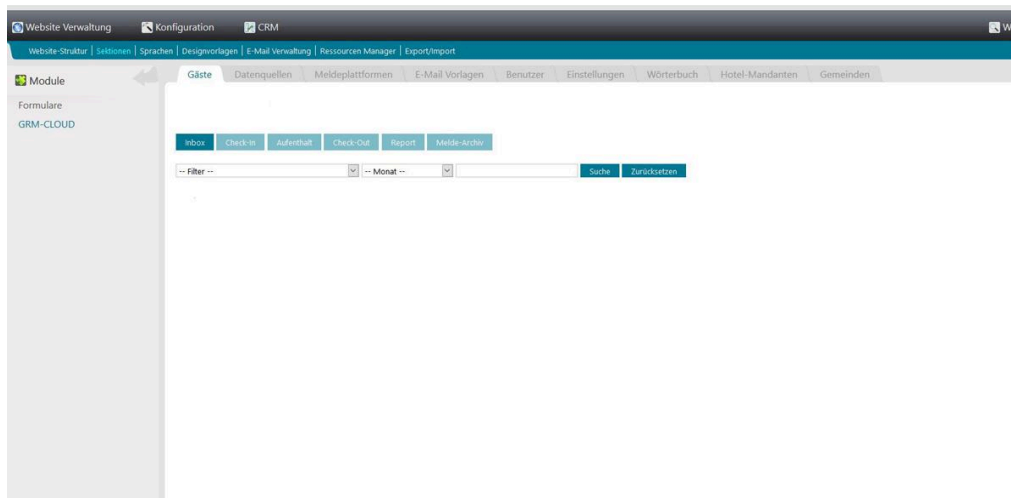 Website Verwaltung Konfiguration CRM W
Website-Struktur | Sektionen | Sprachen | Designvorlagen | E-Mail Verwaltung | Ressourcen Manager | Export/Import
Module
Gäste Datenquellen Meldeplattformen E-Mail Vorlagen Benutzer Einstellungen Wörterbuch Hotel-Mandanten Gemeinden
Formulare
GRM-CLOUD
Inbox Check-In Aufenthalt Check-Out Report Melde-Archiv
-- Filter -- -- Monat -- Suche Zurücksetzen